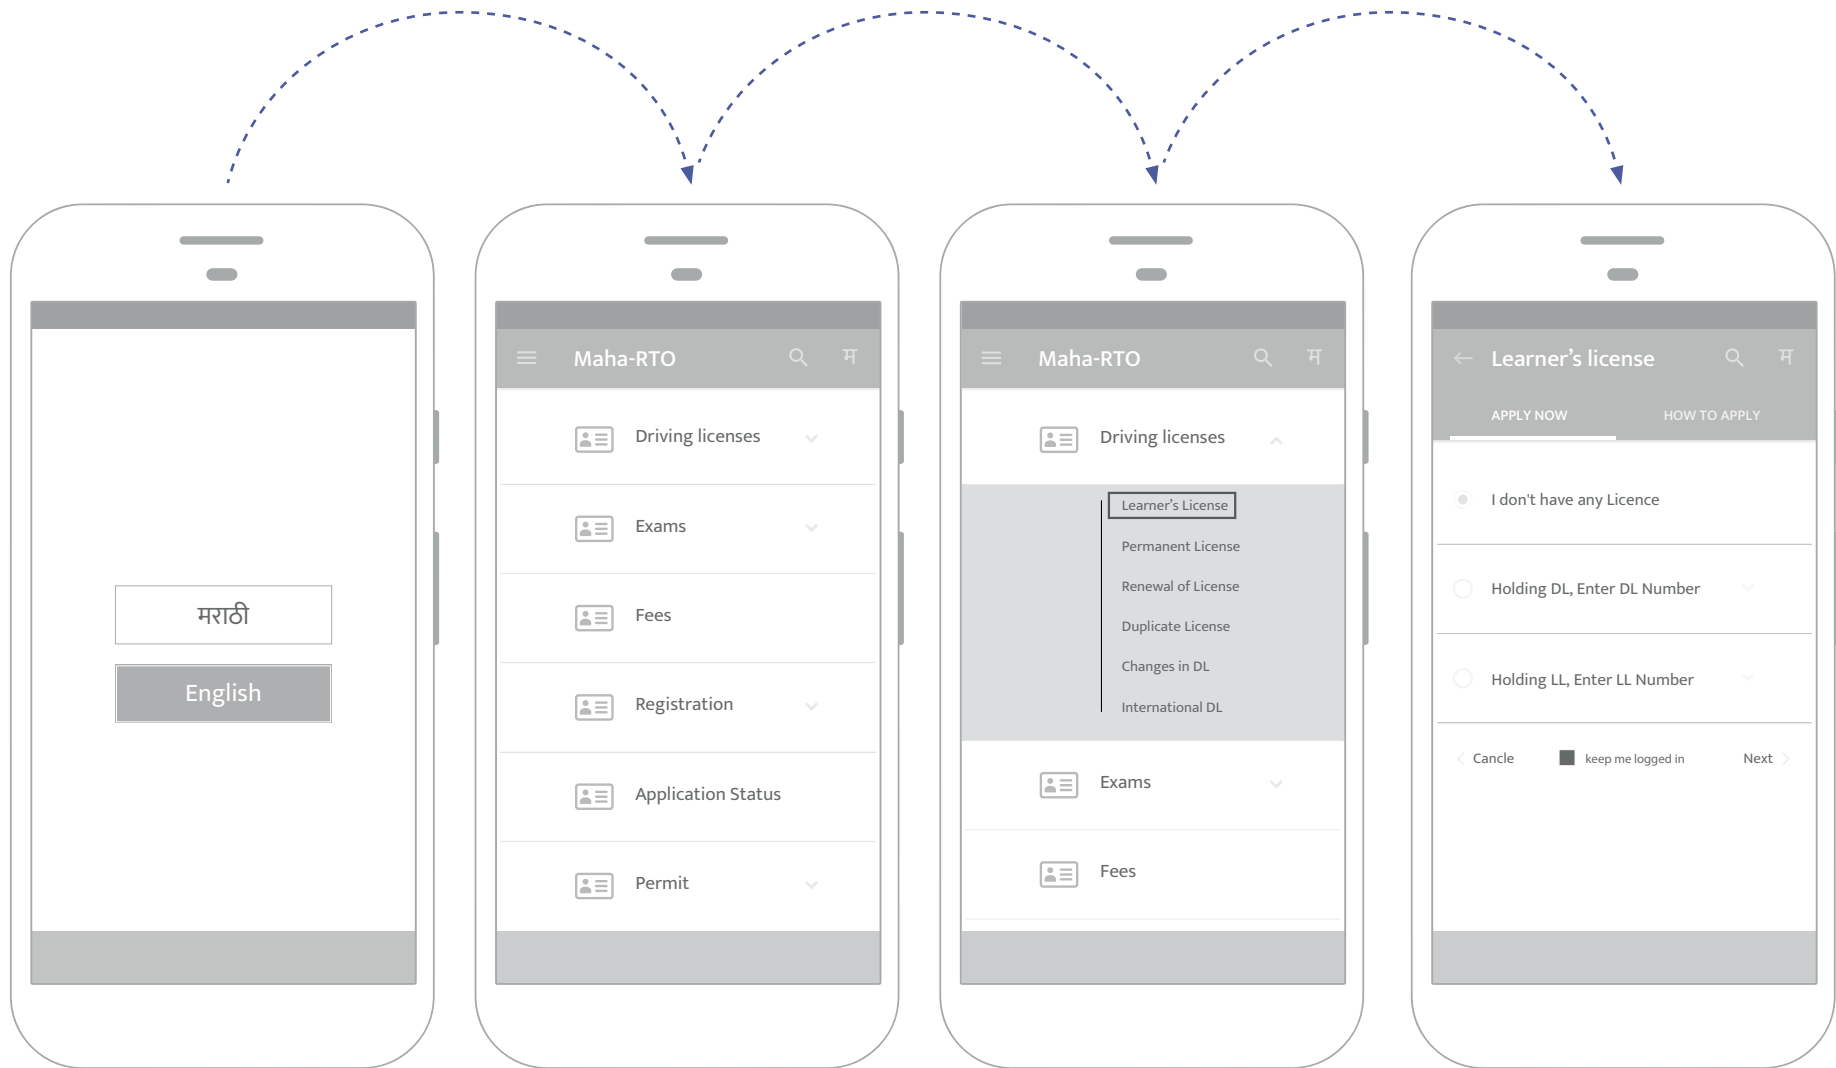 मराठी
English
Maha-RTO म
Driving licenses
Exams
Fees
Registration
Application Status
Permit
Maha-RTO म
Driving licenses
Learner’s License
Permanent License
Renewal of License
Duplicate License
Changes in DL
International DL
Exams
Fees
Learner’s license म
APPLY NOW HOW TO APPLY
I don't have any Licence
Holding DL, Enter DL Number
Holding LL, Enter LL Number
Cancle keep me logged in Next